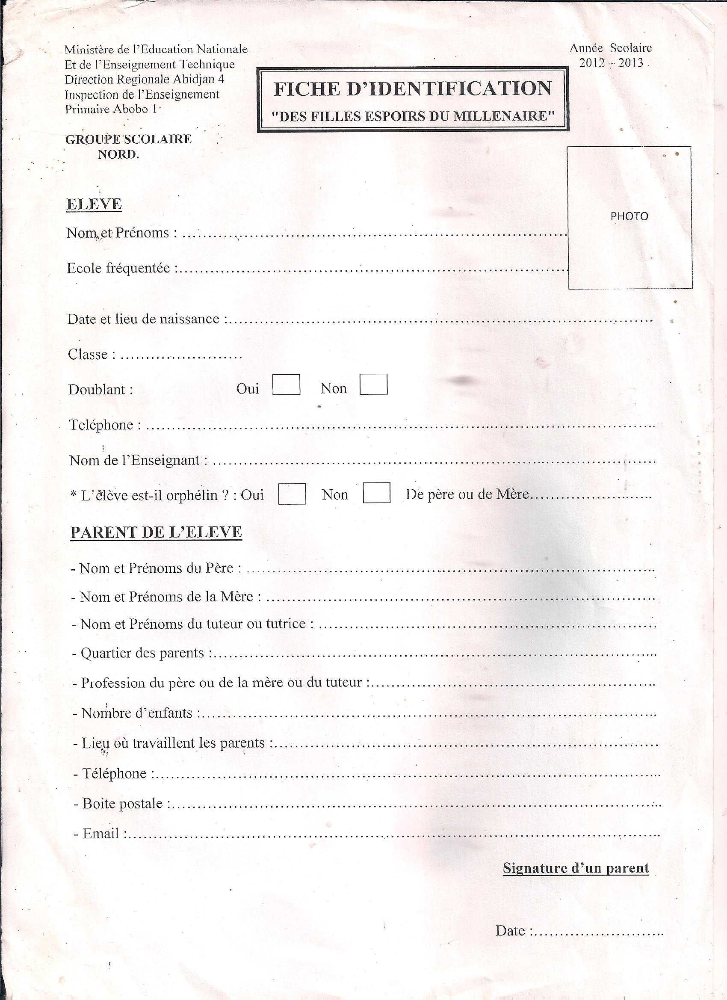 Ministère de l'Education Nationale
Et de l'Enseignement Technique
Direction Regionale Abidjan 4
Inspection de l'Enseignement
Primaire Abobo 1
Année Scolaire
2012 – 2013
FICHE D'IDENTIFICATION
"DES FILLES ESPOIRS DU MILLENAIRE"
GROUPE SCOLAIRE
NORD.
PHOTO
ELEVE
Nom et Prénoms : ................................................
Ecole fréquentée :................................................
Date et lieu de naissance :................................................
Classe : ........................
Doublant : Oui Non
Teléphone : ................................................
Nom de l'Enseignant : ................................................
* L'élève est-il orphélin ? : Oui Non De père ou de Mère........................
PARENT DE L'ELEVE
- Nom et Prénoms du Père : ................................................
- Nom et Prénoms de la Mère : ................................................
- Nom et Prénoms du tuteur ou tutrice : ................................................
- Quartier des parents :................................................
- Profession du père ou de la mère ou du tuteur :................................................
- Nombre d'enfants :................................................
- Lieu où travaillent les parents :................................................
- Téléphone :................................................
- Boite postale :................................................
- Email :................................................
Signature d'un parent
Date :..........................